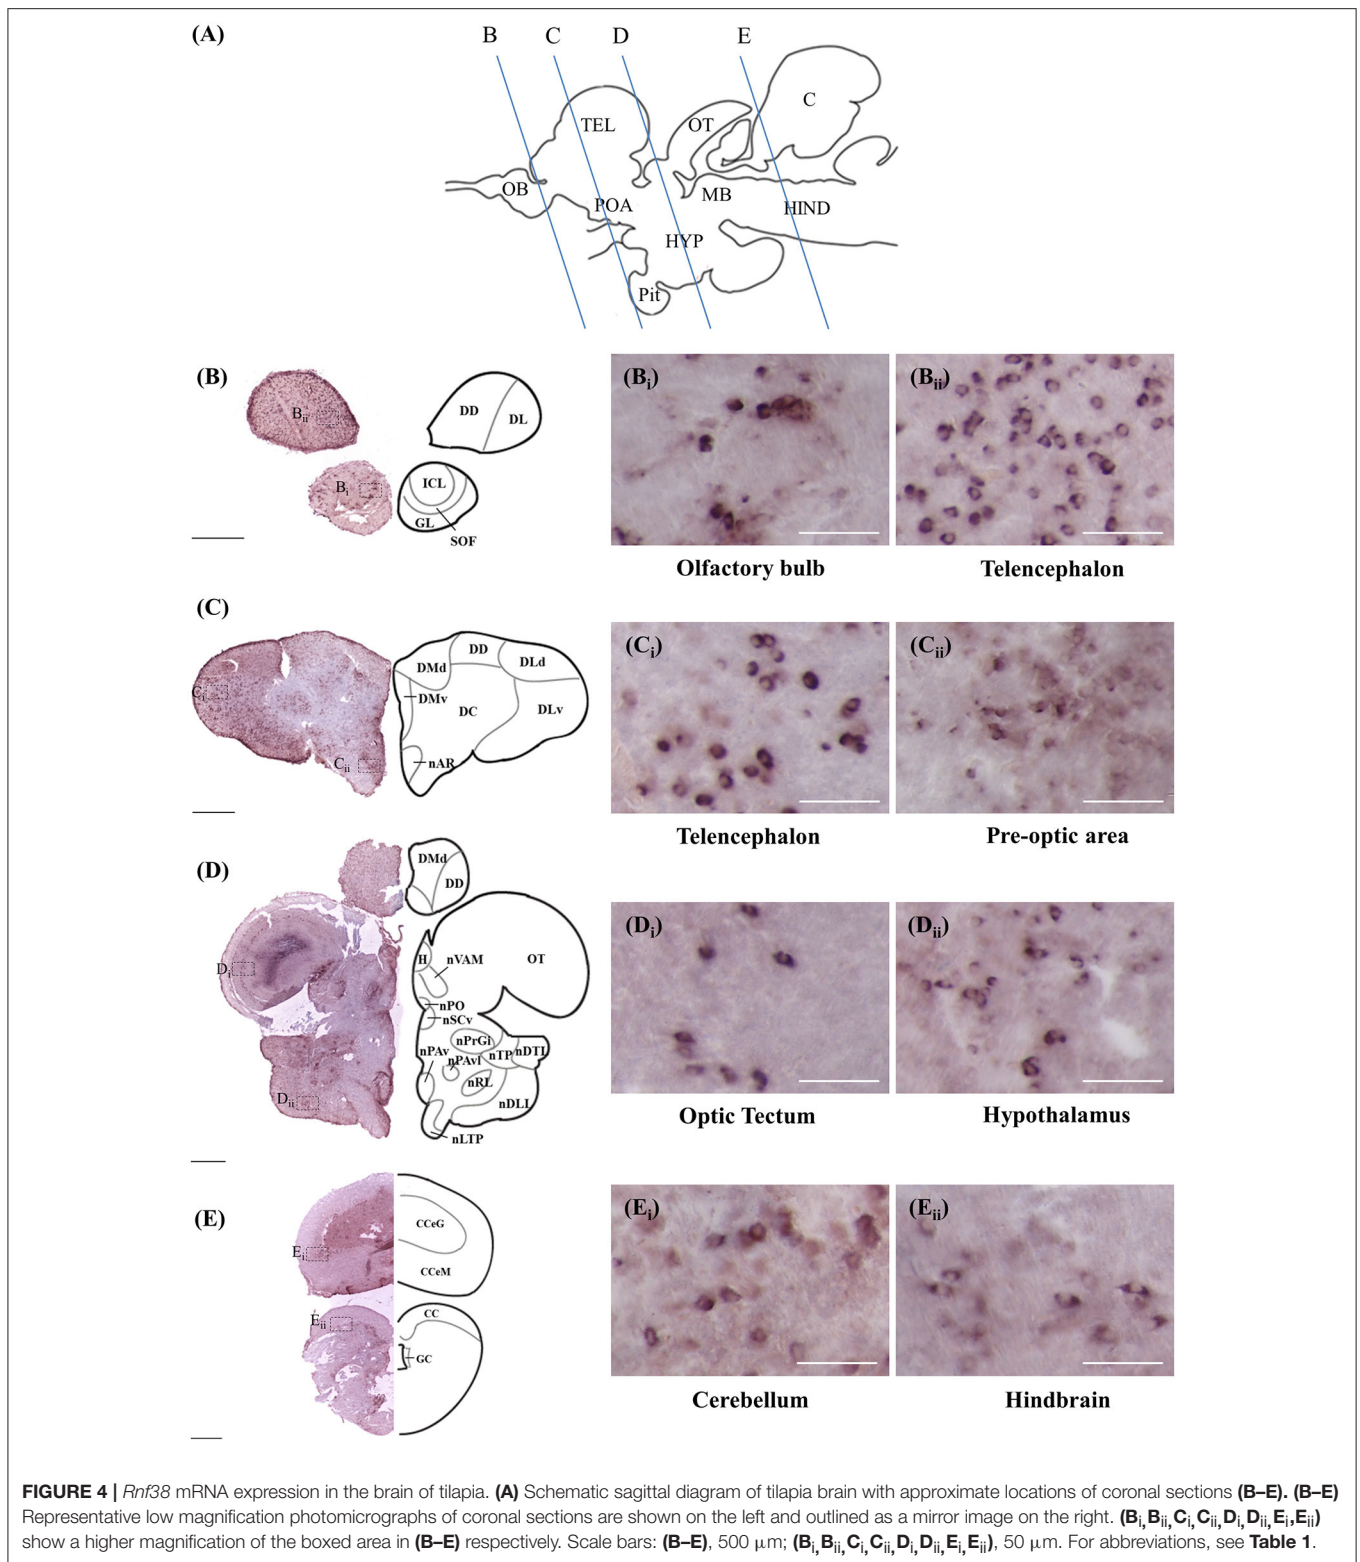 (A)
B C D E
C
TEL OT
OB MB
POA HIND
HYP
Pit
(B)
Bii
Bi
DD DL
ICL
GL
SOF
(Bi) (Bii)
Olfactory bulb Telencephalon
(C)
Ci
Cii
DD
DMd DLd
DMv
DC DLv
nAR
(Ci) (Cii)
Telencephalon Pre-optic area
(D)
Di
Dii
DMd
DD
H nVAM OT
nPO
nSCv
nPrGi
nPAv nTP nDTL
nPAvl
nRL
nDLL
nLTP
(Di) (Dii)
Optic Tectum Hypothalamus
(E)
Ei
Eii
CCeG
CCeM
CC
GC
(Ei) (Eii)
Cerebellum Hindbrain
FIGURE 4 | Rnf38 mRNA expression in the brain of tilapia. (A) Schematic sagittal diagram of tilapia brain with approximate locations of coronal sections (B–E). (B–E)
Representative low magnification photomicrographs of coronal sections are shown on the left and outlined as a mirror image on the right. (Bi,Bii,Ci,Cii,Di,Dii,Ei,Eii)
show a higher magnification of the boxed area in (B–E) respectively. Scale bars: (B–E), 500 μm; (Bi,Bii,Ci,Cii,Di,Dii,Ei,Eii), 50 μm. For abbreviations, see Table 1.